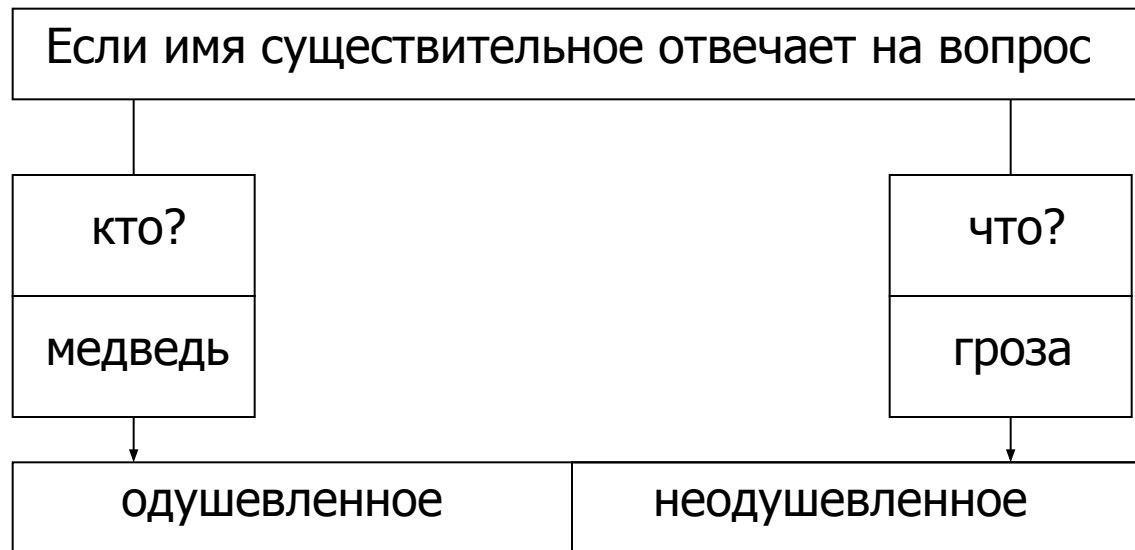 Если имя существительное отвечает на вопрос
кто?
что?
медведь
гроза
одушевленное
неодушевленное